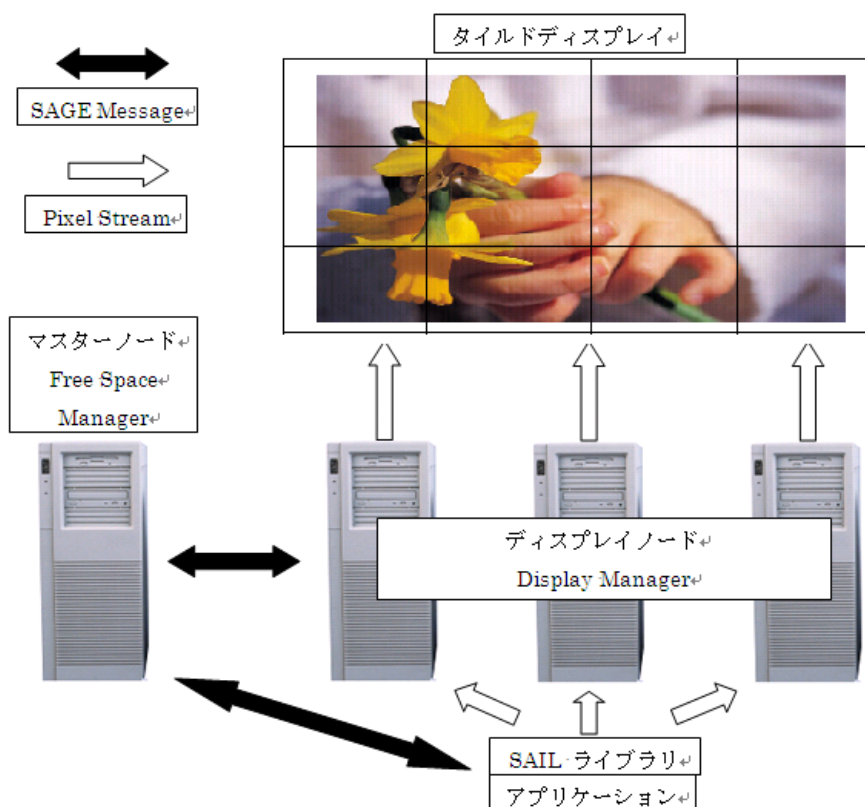 タイルドディスプレイ
SAGE Message
Pixel Stream
マスターノード
Free Space
Manager
ディスプレイノード
Display Manager
SAIL ライブラリ
アプリケーション